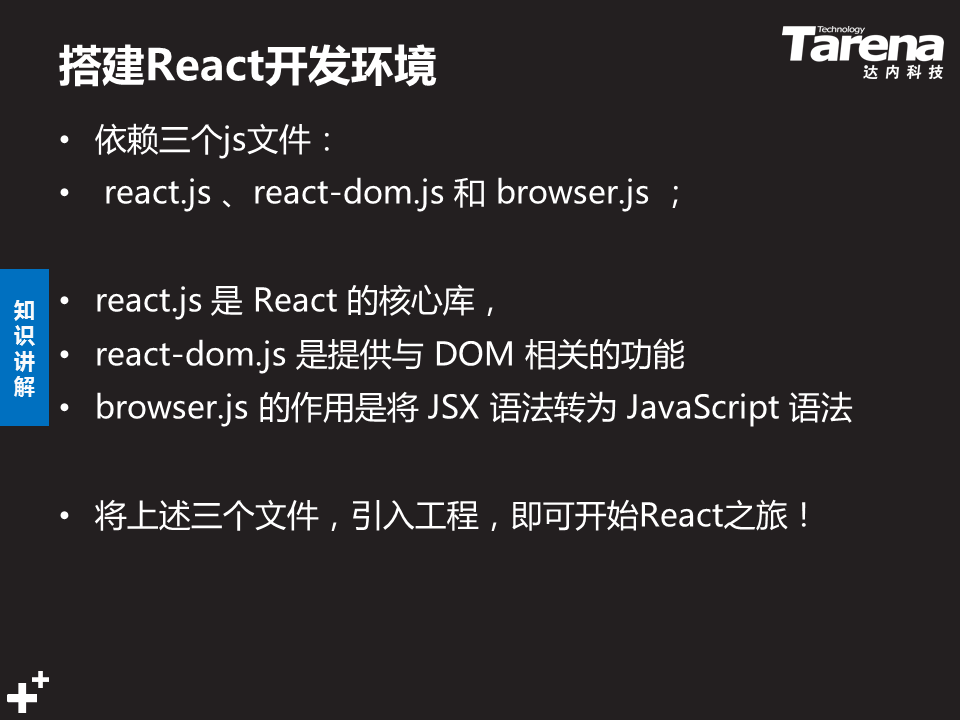 搭建React开发环境
Technology
Tarena
达内科技
• 依赖三个js文件：
• react.js 、react-dom.js 和 browser.js ；
• react.js 是 React 的核心库，
• react-dom.js 是提供与 DOM 相关的功能
• browser.js 的作用是将 JSX 语法转为 JavaScript 语法
• 将上述三个文件，引入工程，即可开始React之旅！
知识讲解